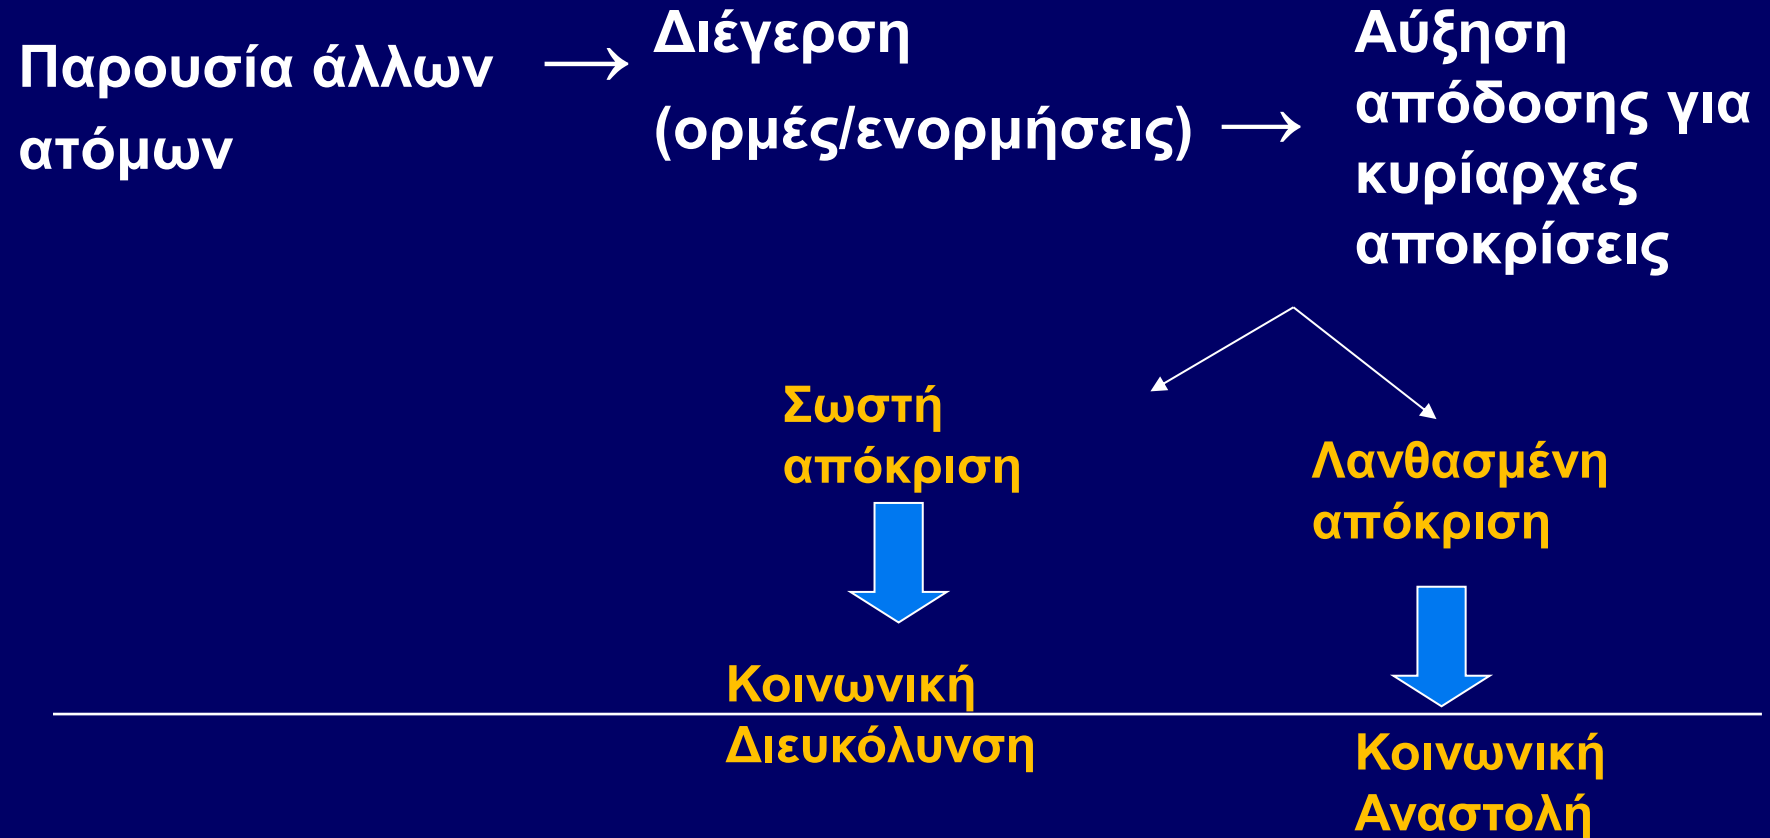 Παρουσία άλλων
ατόμων
→
Διέγερση
(ορμές/ενορμήσεις) →
Αύξηση
απόδοσης για
κυρίαρχες
αποκρίσεις
Σωστή
απόκριση
Λανθασμένη
απόκριση
Κοινωνική
Διευκόλυνση
Κοινωνική
Αναστολή